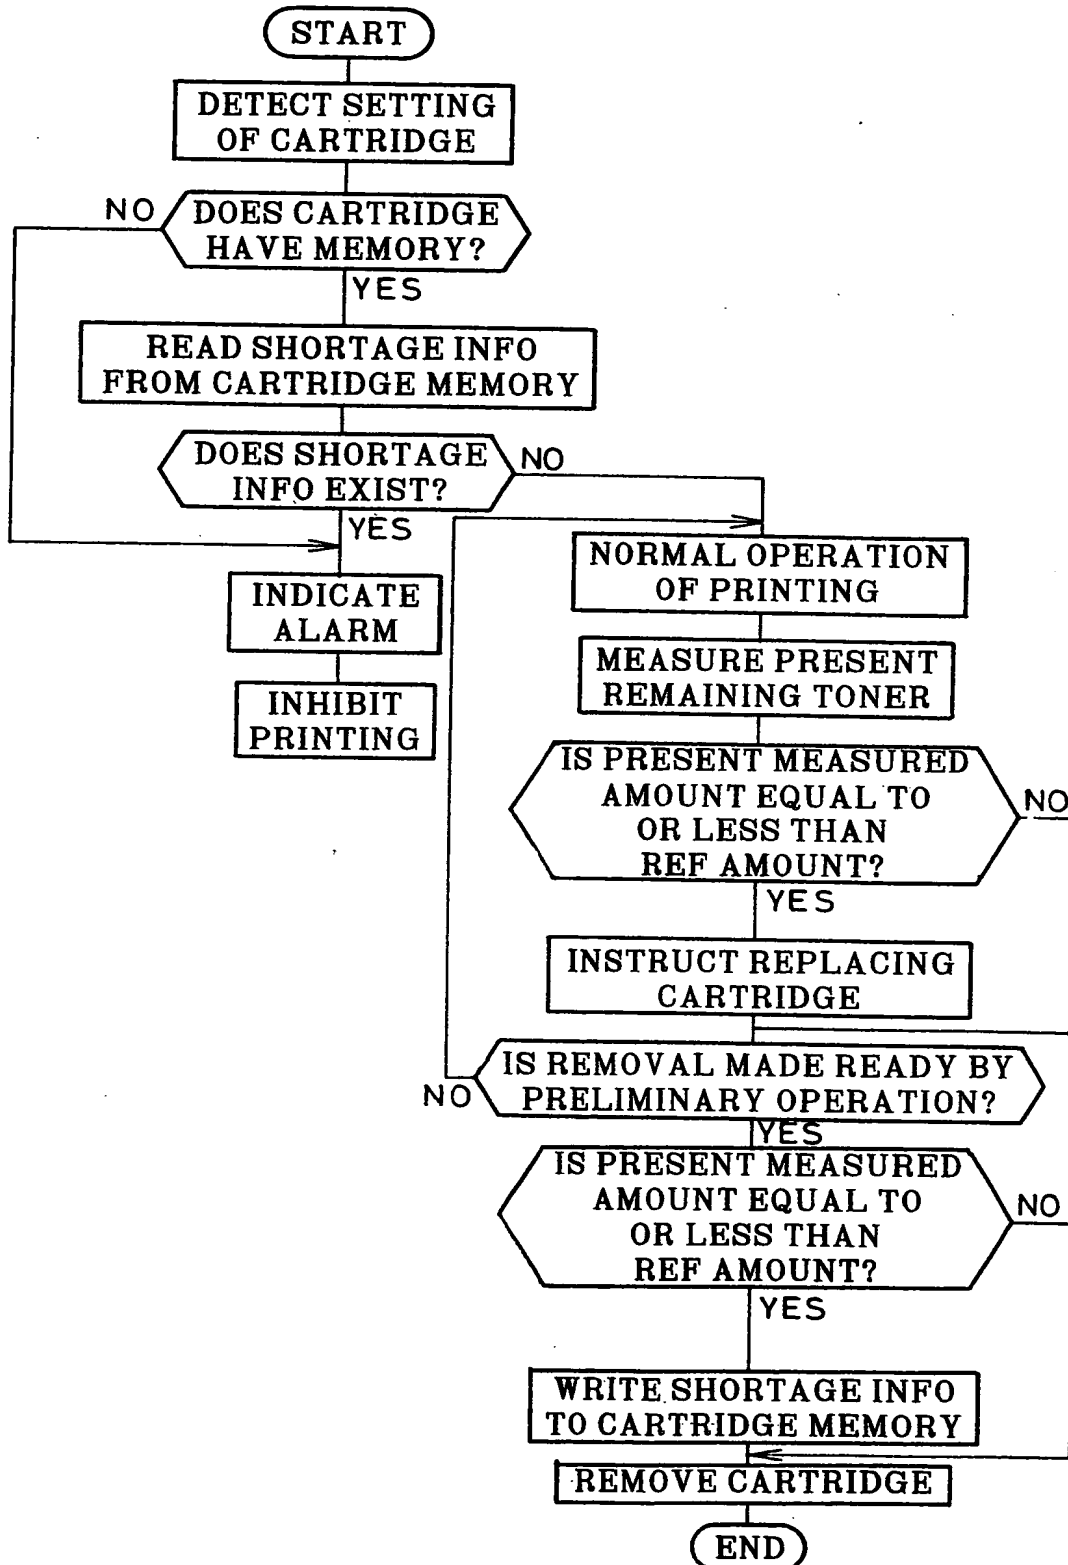 START
DETECT SETTING
OF CARTRIDGE
NO
DOES CARTRIDGE
HAVE MEMORY?
YES
READ SHORTAGE INFO
FROM CARTRIDGE MEMORY
DOES SHORTAGE
INFO EXIST?
NO
YES
INDICATE
ALARM
INHIBIT
PRINTING
NORMAL OPERATION
OF PRINTING
MEASURE PRESENT
REMAINING TONER
IS PRESENT MEASURED
AMOUNT EQUAL TO
OR LESS THAN
REF AMOUNT?
NO
YES
INSTRUCT REPLACING
CARTRIDGE
IS REMOVAL MADE READY BY
PRELIMINARY OPERATION?
NO
YES
IS PRESENT MEASURED
AMOUNT EQUAL TO
OR LESS THAN
REF AMOUNT?
NO
YES
WRITE SHORTAGE INFO
TO CARTRIDGE MEMORY
REMOVE CARTRIDGE
END